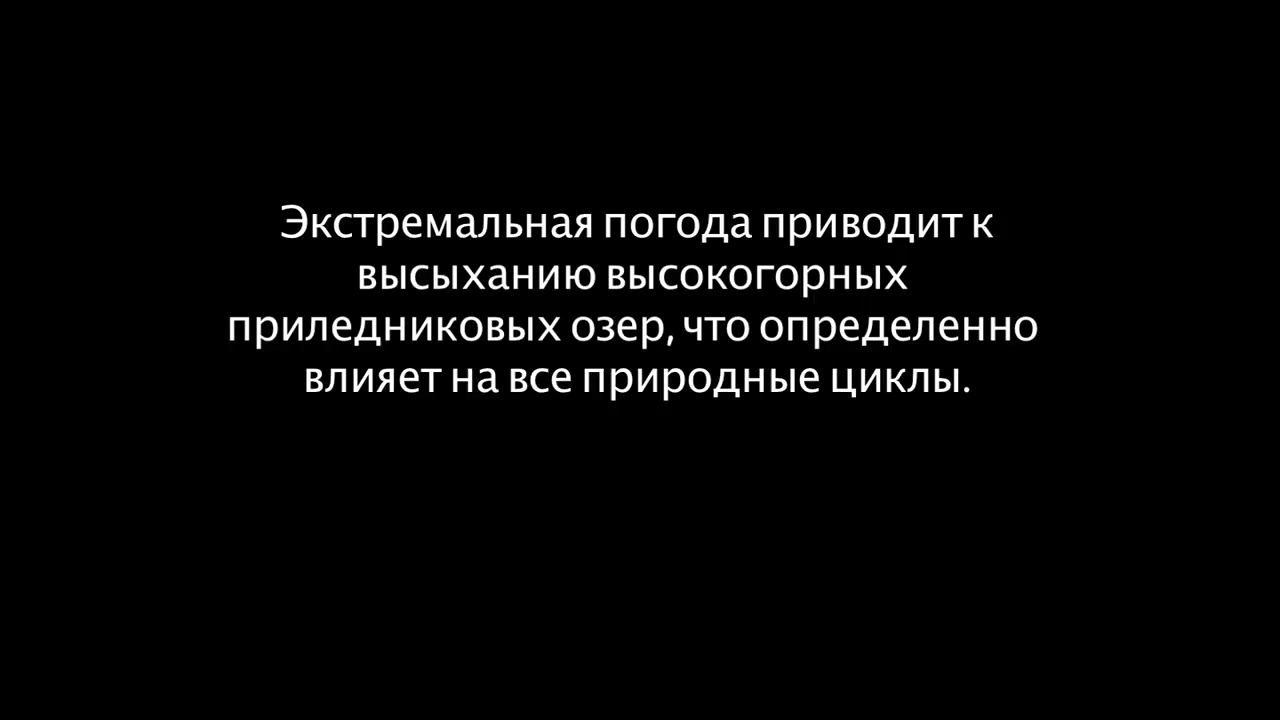 Экстремальная погода приводит к
высыханию высокогорных
приледниковых озер, что определенно
влияет на все природные циклы.